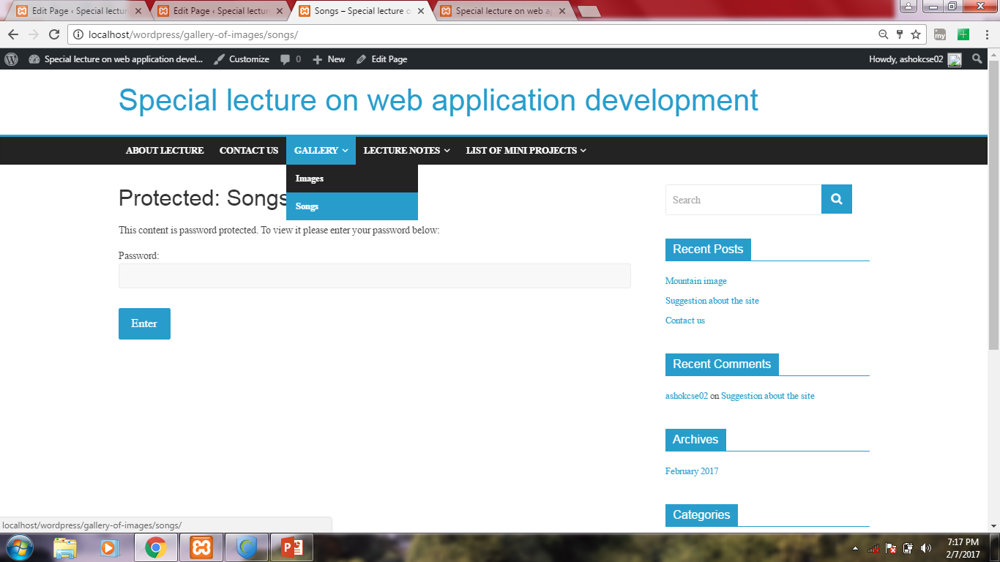 Edit Page ‹ Special lectur
Edit Page ‹ Special lectur
Songs – Special lecture o
Special lecture on web ap
localhost/wordpress/gallery-of-images/songs/
my
Special lecture on web application devel...
Customize
0
New
Edit Page
Howdy, ashokcse02
Special lecture on web application development
ABOUT LECTURE
CONTACT US
GALLERY
LECTURE NOTES
LIST OF MINI PROJECTS
Images
Songs
Protected: Songs
This content is password protected. To view it please enter your password below:
Password:
Enter
Search
Recent Posts
Mountain image
Suggestion about the site
Contact us
Recent Comments
ashokcse02 on Suggestion about the site
Archives
February 2017
Categories
localhost/wordpress/gallery-of-images/songs/
7:17 PM
2/7/2017